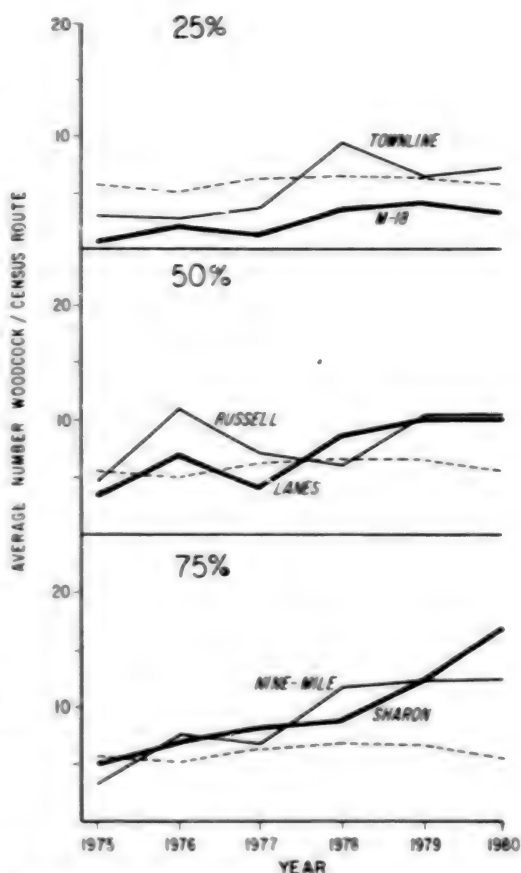 AVERAGE NUMBER WOODCOCK / CENSUS ROUTE
25%
20
10
TOWNLINE
M-18
50%
20
10
RUSSELL
LANES
75%
20
10
NINE-MILE
SHARON
1975 1976 1977 1978 1979 1980
YEAR